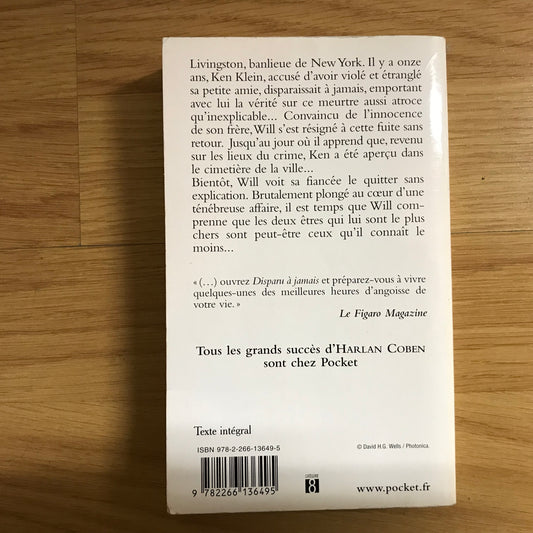 Livingston, banlieue de New York. Il y a onze
ans, Ken Klein, accusé d'avoir violé et étranglé
sa petite amie, disparaissait à jamais, emportant
avec lui la vérité sur ce meurtre aussi atroce
qu'inexplicable... Convaincu de l'innocence
de son frère, Will s'est résigné à cette fuite sans
retour. Jusqu'au jour où il apprend que, revenu
sur les lieux du crime, Ken a été aperçu dans
le cimetière de la ville...
Bientôt, Will voit sa fiancée le quitter sans
explication. Brutalement plongé au cœur d'une
ténébreuse affaire, il est temps que Will com-
prenne que les deux êtres qui lui sont le plus
chers sont peut-être ceux qu'il connaît le
moins...
« (...) ouvrez Disparu à jamais et préparez-vous à vivre
quelques-unes des meilleures heures d'angoisse de
votre vie. »
Le Figaro Magazine
Tous les grands succès d'HARLAN COBEN
sont chez Pocket
Texte intégral
© David H.G. Wells / Photonica.
ISBN 978-2-266-13649-5
9 782266 136495
8
www.pocket.fr